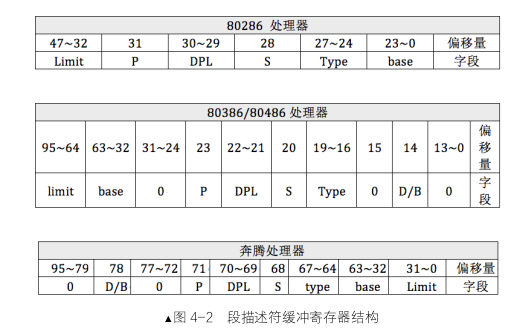 80286 处理器
47~32 31 30~29 28 27~24 23~0 偏移量
Limit P DPL S Type base 字段
80386/80486 处理器
95~64 63~32 31~24 23 22~21 20 19~16 15 14 13~0 偏移量
limit base 0 P DPL S Type 0 D/B 0 字段
奔腾处理器
95~79 78 77~72 71 70~69 68 67~64 63~32 31~0 偏移量
0 D/B 0 P DPL S type base Limit 字段
▲图 4-2 段描述符缓冲寄存器结构